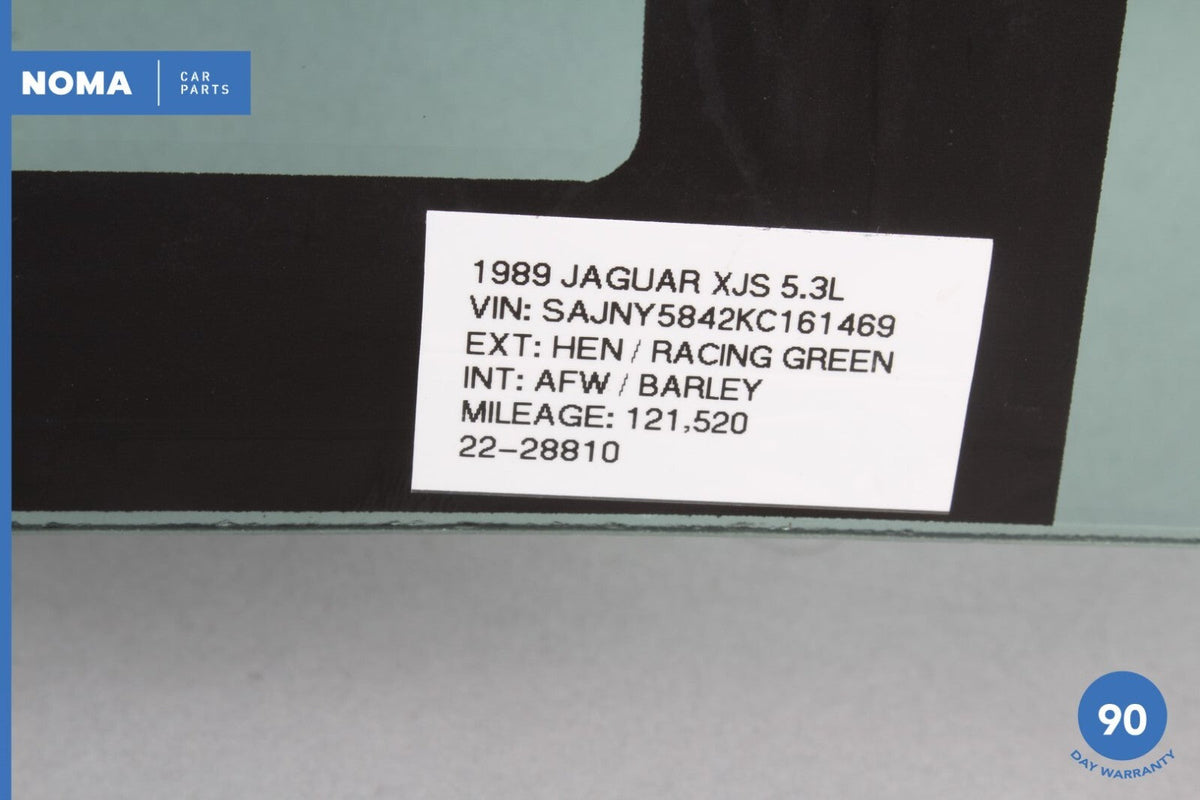 NOMA
CAR
PARTS
1989 JAGUAR XJS 5.3L
VIN: SAJNY5842KC161469
EXT: HEN / RACING GREEN
INT: AFW / BARLEY
MILEAGE: 121,520
22-28810
90
DAY WARRANTY